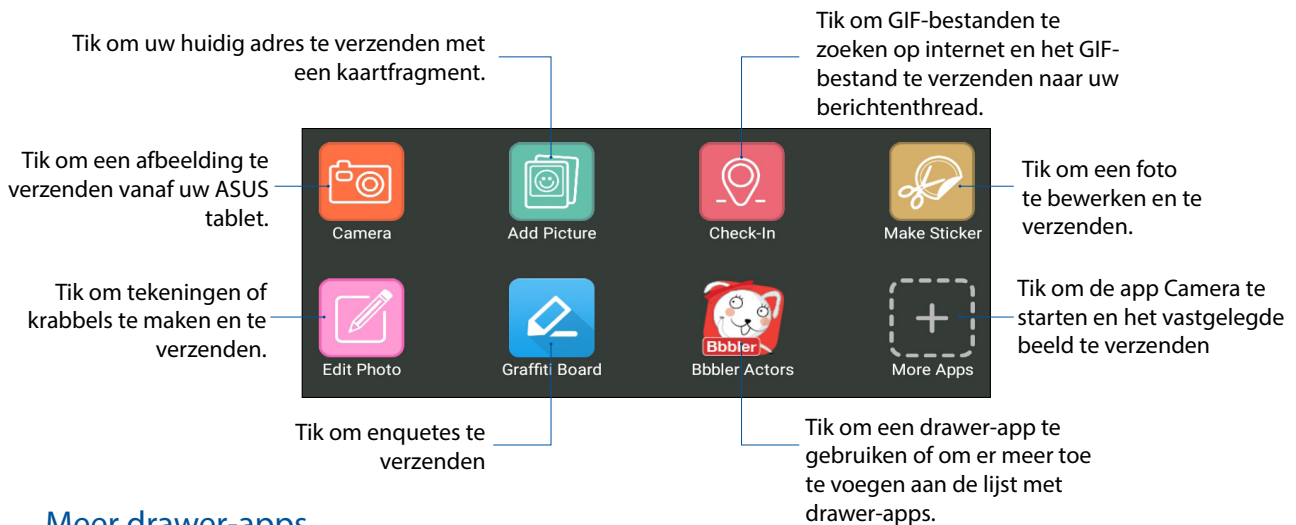 Tik om uw huidig adres te verzenden met
een kaartfragment.
Tik om GIF-bestanden te
zoeken op internet en het GIF-
bestand te verzenden naar uw
berichtenthread.
Tik om een afbeelding te
verzenden vanaf uw ASUS
tablet.
Camera
Add Picture
Check-In
Make Sticker
Tik om een foto
te bewerken en te
verzenden.
Tik om tekeningen of
krabbels te maken en te
verzenden.
Bbbler
Edit Photo
Graffiti Board
Bbbler Actors
More Apps
Tik om de app Camera te
starten en het vastgelegde
beeld te verzenden
Tik om enquetes te
verzenden
Tik om een drawer-app te
gebruiken of om er meer toe
te voegen aan de lijst met
drawer-apps.
Meer drawer-apps